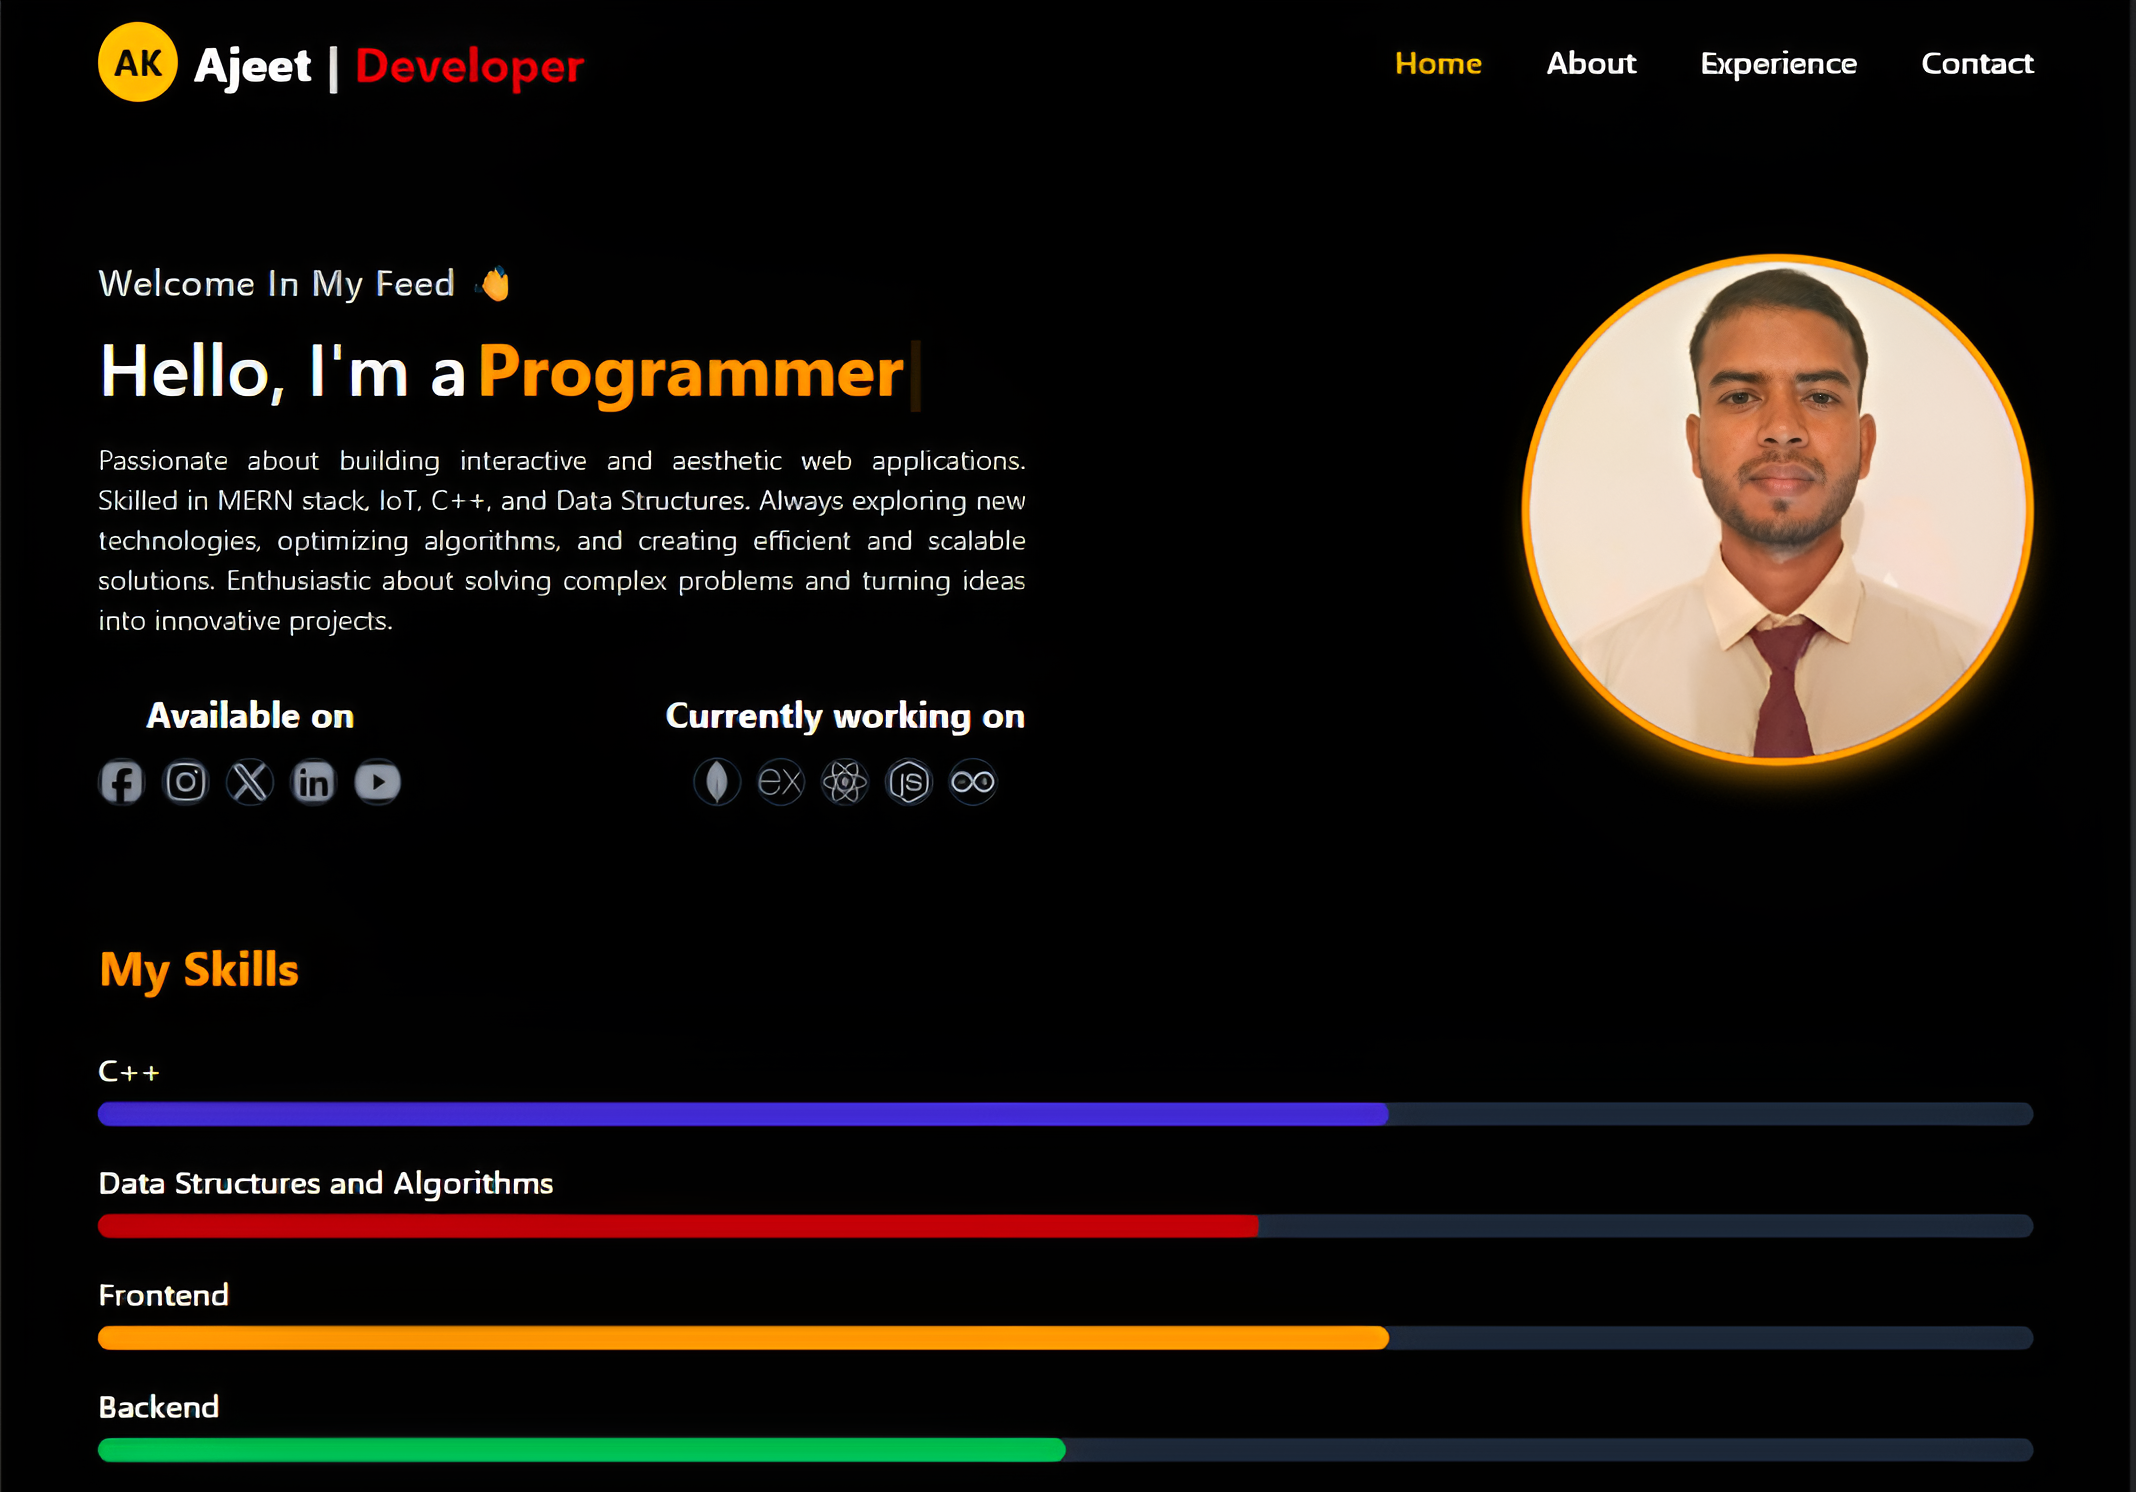 AK Ajeet | Developer
Home About Experience Contact
Welcome In My Feed
Hello, I'm a Programmer
Passionate about building interactive and aesthetic web applications.
Skilled in MERN stack, IoT, C++, and Data Structures. Always exploring new
technologies, optimizing algorithms, and creating efficient and scalable
solutions. Enthusiastic about solving complex problems and turning ideas
into innovative projects.
Available on
Currently working on
f X in
ex JS
My Skills
C++
Data Structures and Algorithms
Frontend
Backend